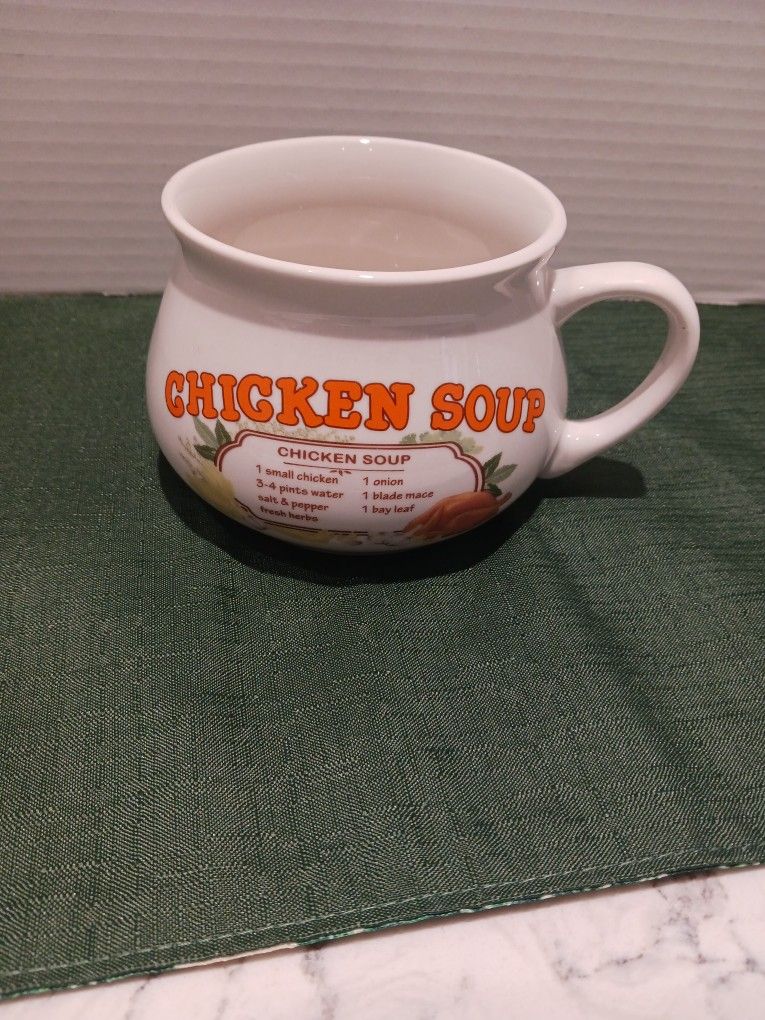 CHICKEN SOUP
CHICKEN SOUP
1 small chicken
3-4 pints water
salt & pepper
fresh herbs
1 onion
1 blade mace
1 bay leaf